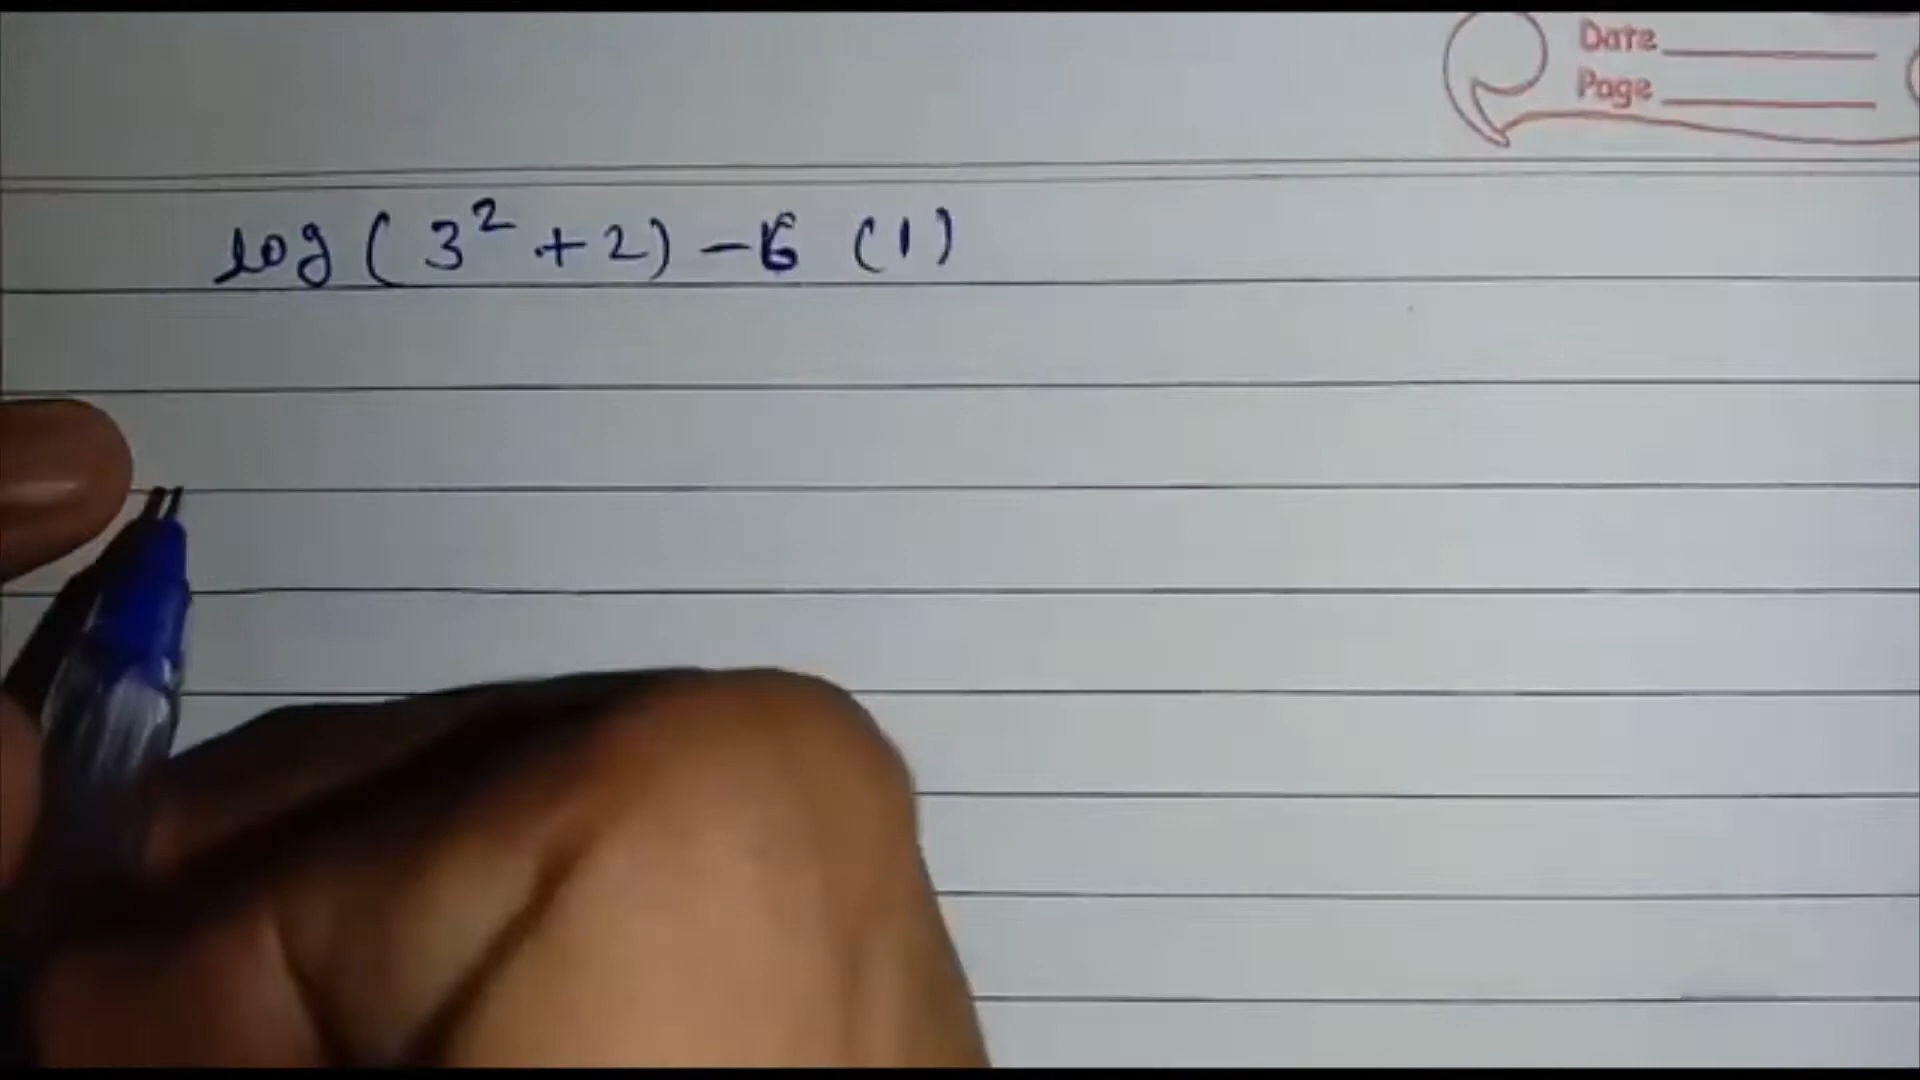 Date
Page
log (3² + 2) - 6 (1)